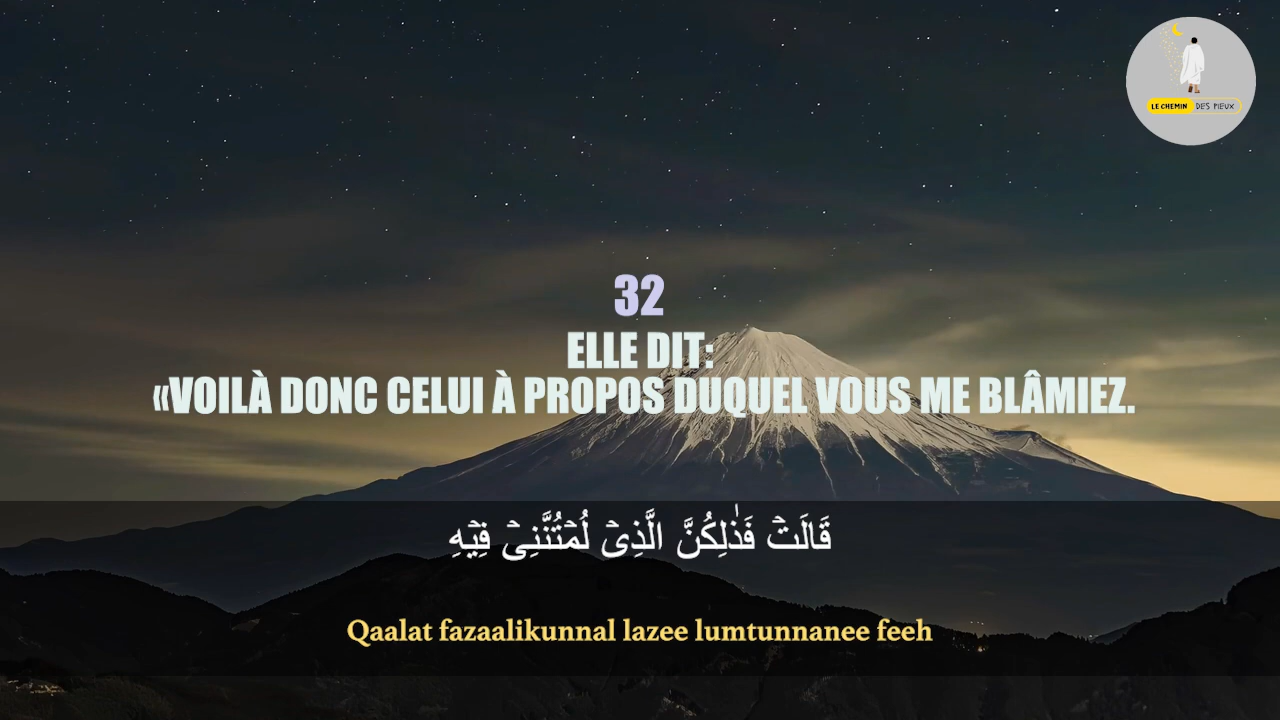 LE CHEMIN DES PIEUX
32
ELLE DIT:
«VOILÀ DONC CELUI À PROPOS DUQUEL VOUS ME BLÂMIEZ.
قَالَتۡ فَذٰلِكُنَّ الَّذِىۡ لُمۡتُنَّنِىۡ فِيۡهِ
Qaalat fazaalikunnal lazee lumtunnanee feeh